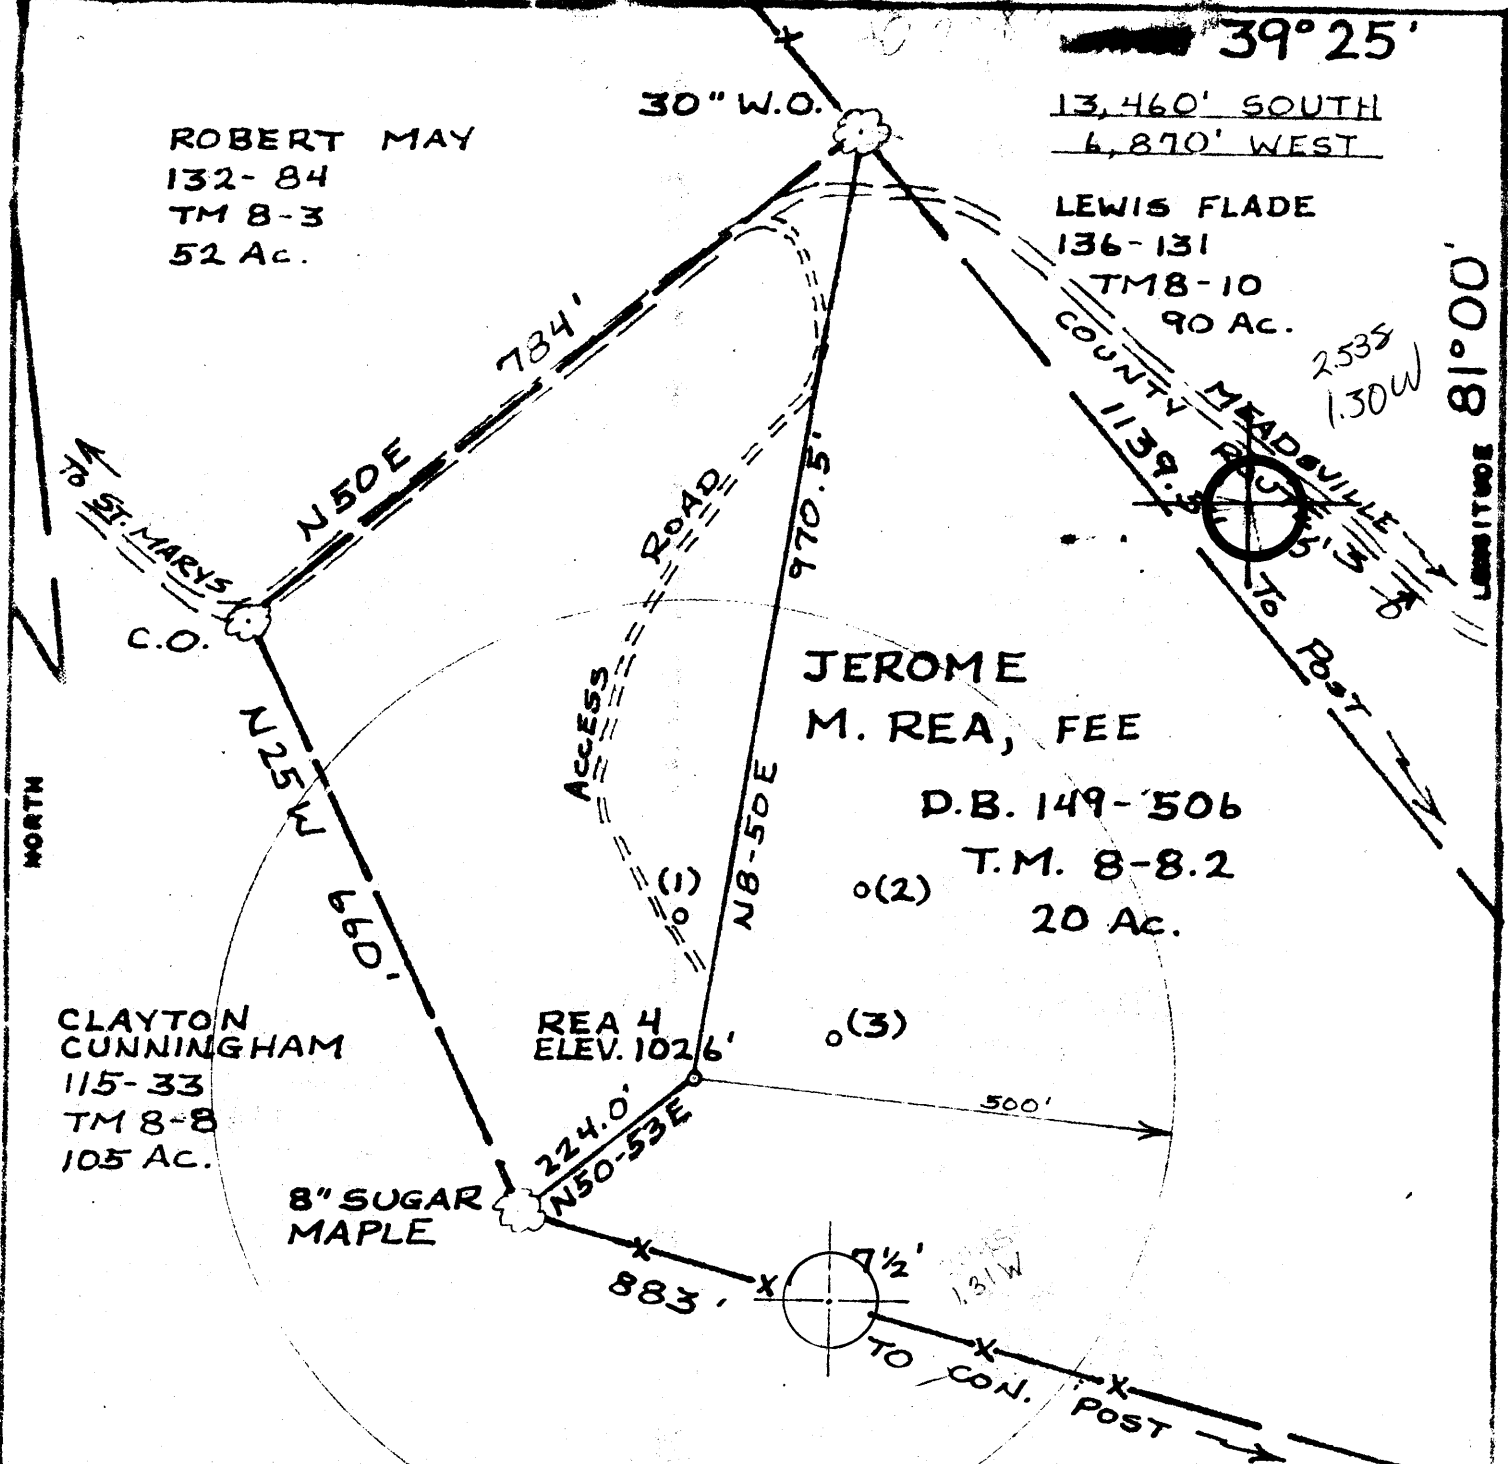 39°25'
30" W.O.
13,460' SOUTH
6,870' WEST
ROBERT MAY
132-84
TM 8-3
52 Ac.
LEWIS FLADE
136-131
TM8-10
90 Ac.
2.53S
1.30W
81°00'
LONGITUDE
784'
N50E
COUNTY
MEADSVILLE
1139.
TO POST
TO ST. MARYS
C.O.
ROAD
ACCESS
970.5'
N8-50E
JEROME
M. REA, FEE
D.B. 149-506
T.M. 8-8.2
20 Ac.
N25W
660'
NORTH
(1)
(2)
(3)
CLAYTON
CUNNINGHAM
115-33
TM 8-8
105 Ac.
REA 4
ELEV. 1026'
500'
224.0'
N50-53E
8" SUGAR
MAPLE
883'
7½'
1.31W
TO CON. POST